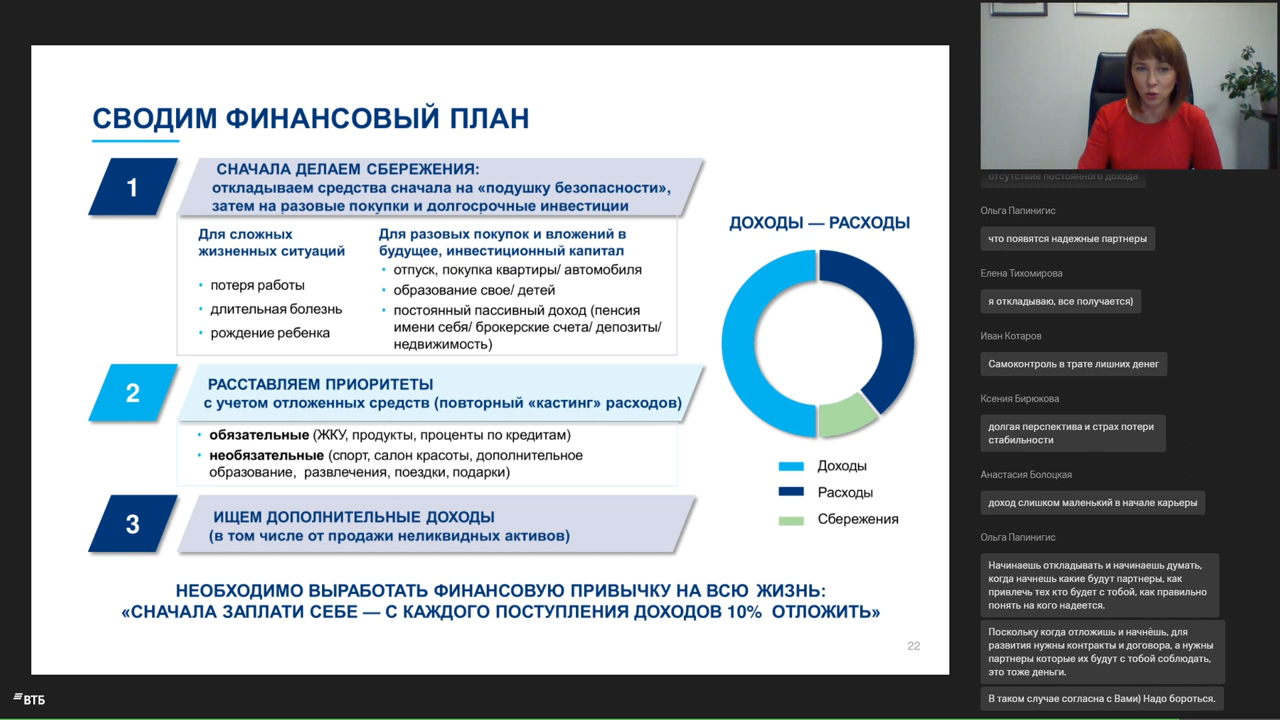 СВОДИМ ФИНАНСОВЫЙ ПЛАН
1
СНАЧАЛА ДЕЛАЕМ СБЕРЕЖЕНИЯ:
откладываем средства сначала на «подушку безопасности»,
затем на разовые покупки и долгосрочные инвестиции
Для сложных
жизненных ситуаций
потеря работы
длительная болезнь
рождение ребенка
Для разовых покупок и вложений в
будущее, инвестиционный капитал
отпуск, покупка квартиры/ автомобиля
образование свое/ детей
постоянный пассивный доход (пенсия
имени себя/ брокерские счета/ депозиты/
недвижимость)
2
РАССТАВЛЯЕМ ПРИОРИТЕТЫ
с учетом отложенных средств (повторный «кастинг» расходов)
обязательные (ЖКУ, продукты, проценты по кредитам)
необязательные (спорт, салон красоты, дополнительное
образование, развлечения, поездки, подарки)
3
ИЩЕМ ДОПОЛНИТЕЛЬНЫЕ ДОХОДЫ
(в том числе от продажи неликвидных активов)
ДОХОДЫ — РАСХОДЫ
Доходы
Расходы
Сбережения
НЕОБХОДИМО ВЫРАБОТАТЬ ФИНАНСОВУЮ ПРИВЫЧКУ НА ВСЮ ЖИЗНЬ:
«СНАЧАЛА ЗАПЛАТИ СЕБЕ — С КАЖДОГО ПОСТУПЛЕНИЯ ДОХОДОВ 10% ОТЛОЖИТЬ»
22
ВТБ
отсутствие постоянного дохода
Ольга Папинигис
что появятся надежные партнеры
Елена Тихомирова
я откладываю, все получается)
Иван Котаров
Самоконтроль в трате лишних денег
Ксения Бирюкова
долгая перспектива и страх потери
стабильности
Анастасия Болоцкая
доход слишком маленький в начале карьеры
Ольга Папинигис
Начинаешь откладывать и начинаешь думать,
когда начнешь какие будут партнеры, как
привлечь тех кто будет с тобой, как правильно
понять на кого надеется.
Поскольку когда отложишь и начнёшь, для
развития нужны контракты и договора, а нужны
партнеры которые их будут с тобой соблюдать,
это тоже деньги.
В таком случае согласна с Вами) Надо бороться.